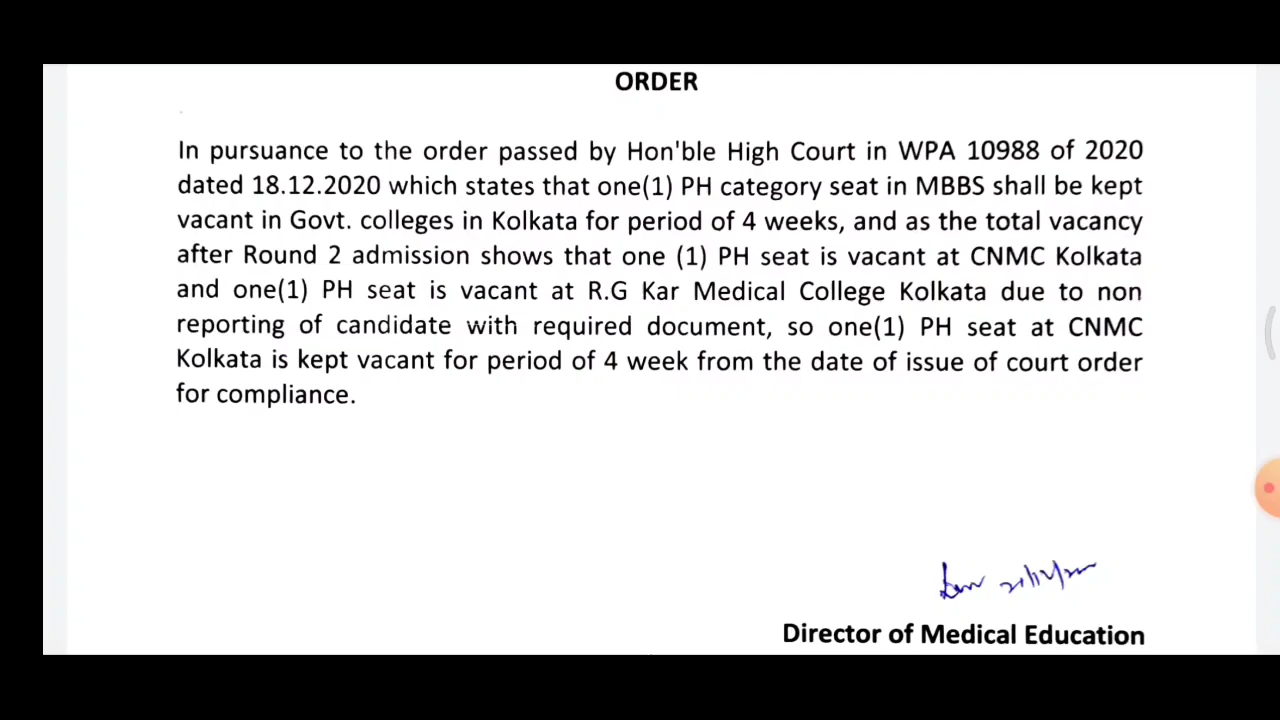 ORDER
In pursuance to the order passed by Hon'ble High Court in WPA 10988 of 2020
dated 18.12.2020 which states that one(1) PH category seat in MBBS shall be kept
vacant in Govt. colleges in Kolkata for period of 4 weeks, and as the total vacancy
after Round 2 admission shows that one (1) PH seat is vacant at CNMC Kolkata
and one(1) PH seat is vacant at R.G Kar Medical College Kolkata due to non
reporting of candidate with required document, so one(1) PH seat at CNMC
Kolkata is kept vacant for period of 4 week from the date of issue of court order
for compliance.
Director of Medical Education